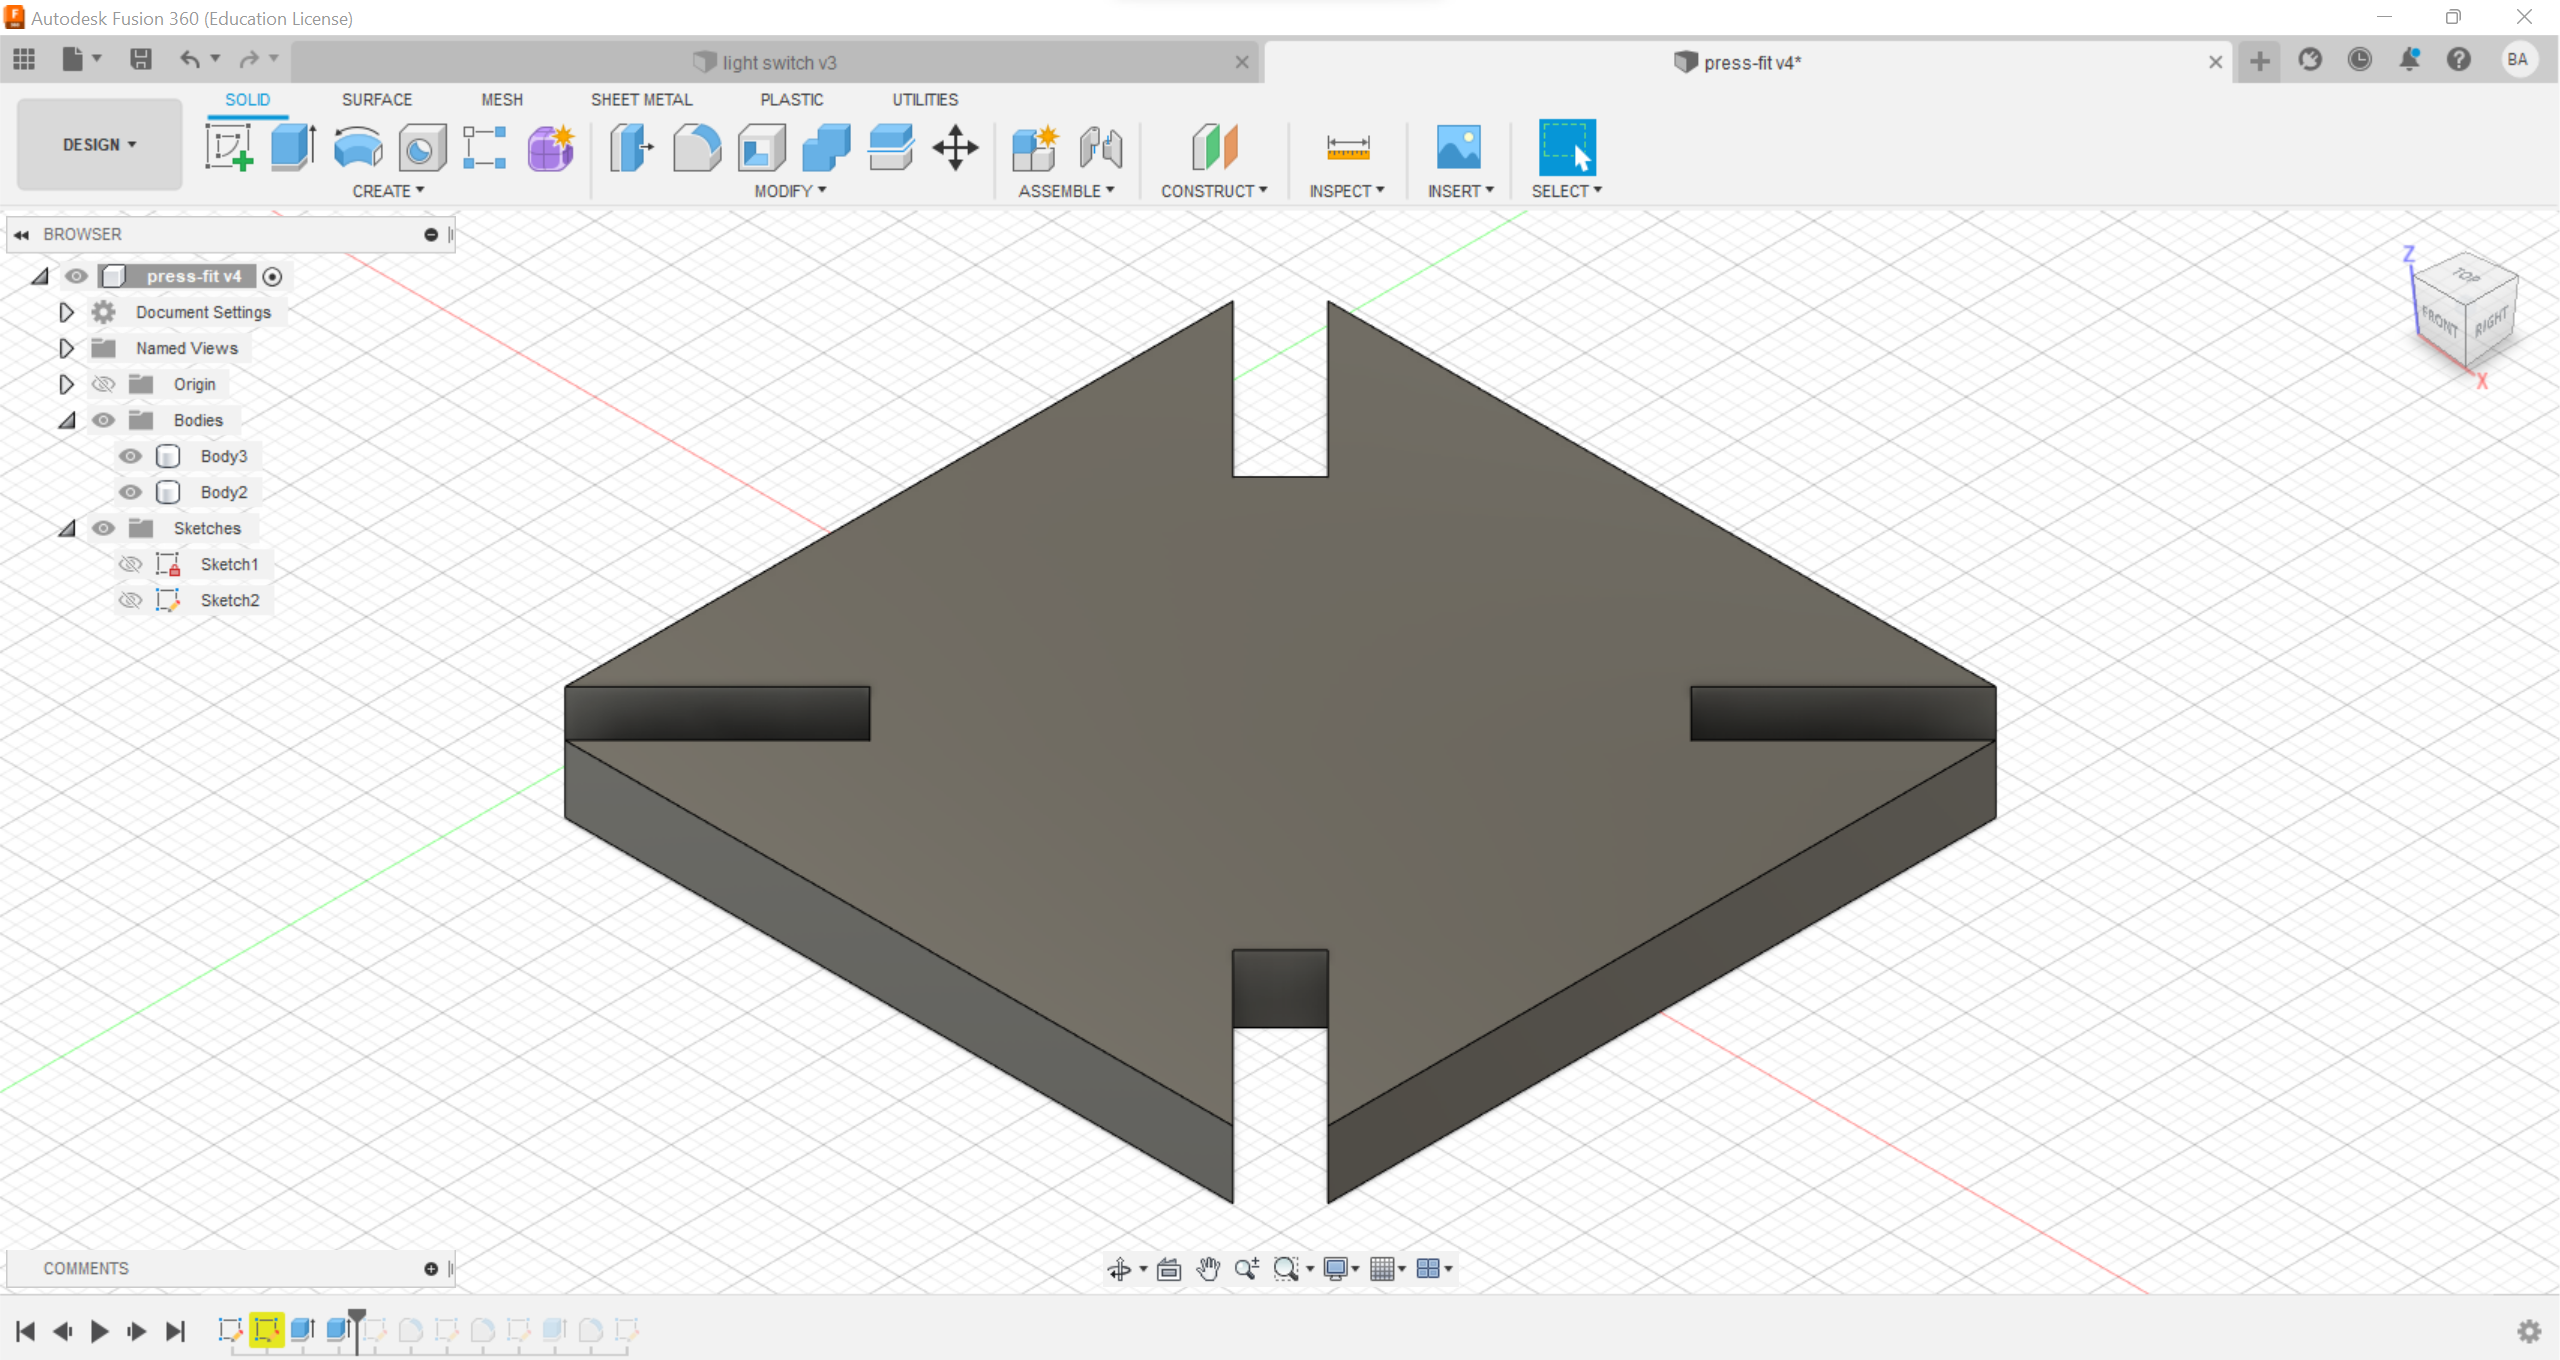 Autodesk Fusion 360 (Education License)
light switch v3
press-fit v4*
BA
DESIGN
SOLID SURFACE MESH SHEET METAL PLASTIC UTILITIES
CREATE MODIFY ASSEMBLE CONSTRUCT INSPECT INSERT SELECT
BROWSER
press-fit v4
Document Settings
Named Views
Origin
Bodies
Body3
Body2
Sketches
Sketch1
Sketch2
Z
TOP
FRONT RIGHT
X
COMMENTS